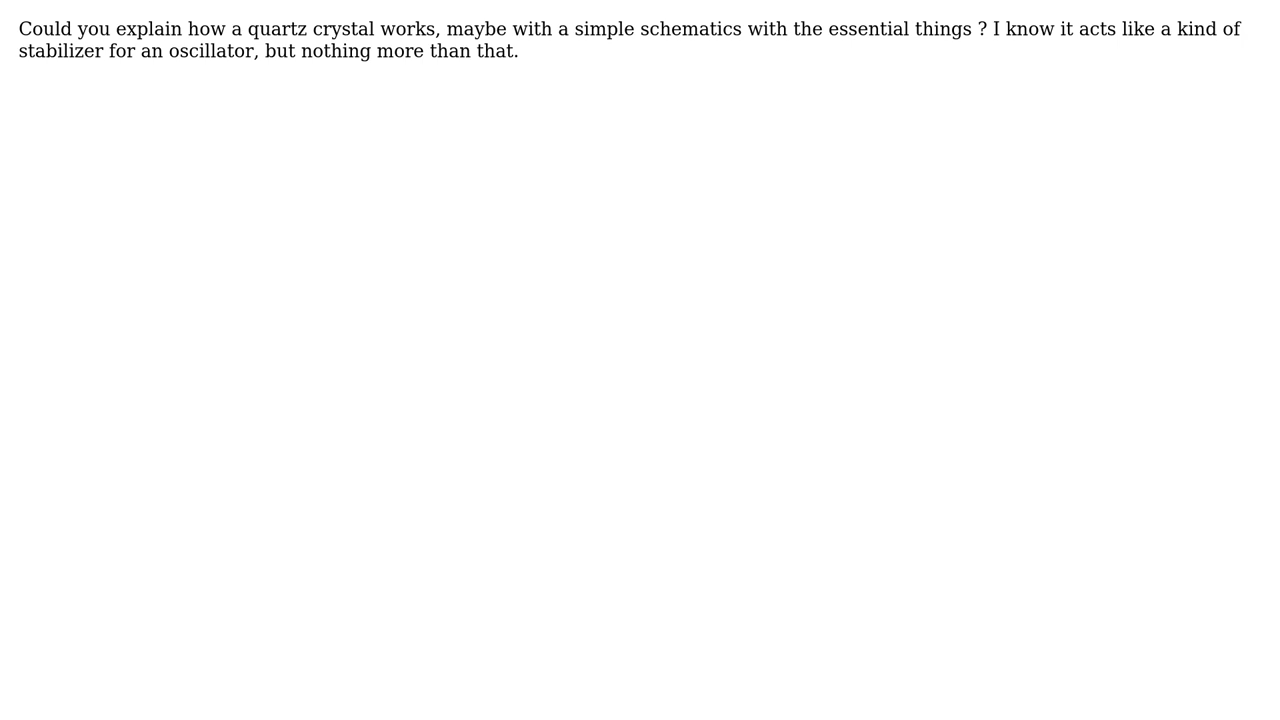 Could you explain how a quartz crystal works, maybe with a simple schematics with the essential things ? I know it acts like a kind of
stabilizer for an oscillator, but nothing more than that.